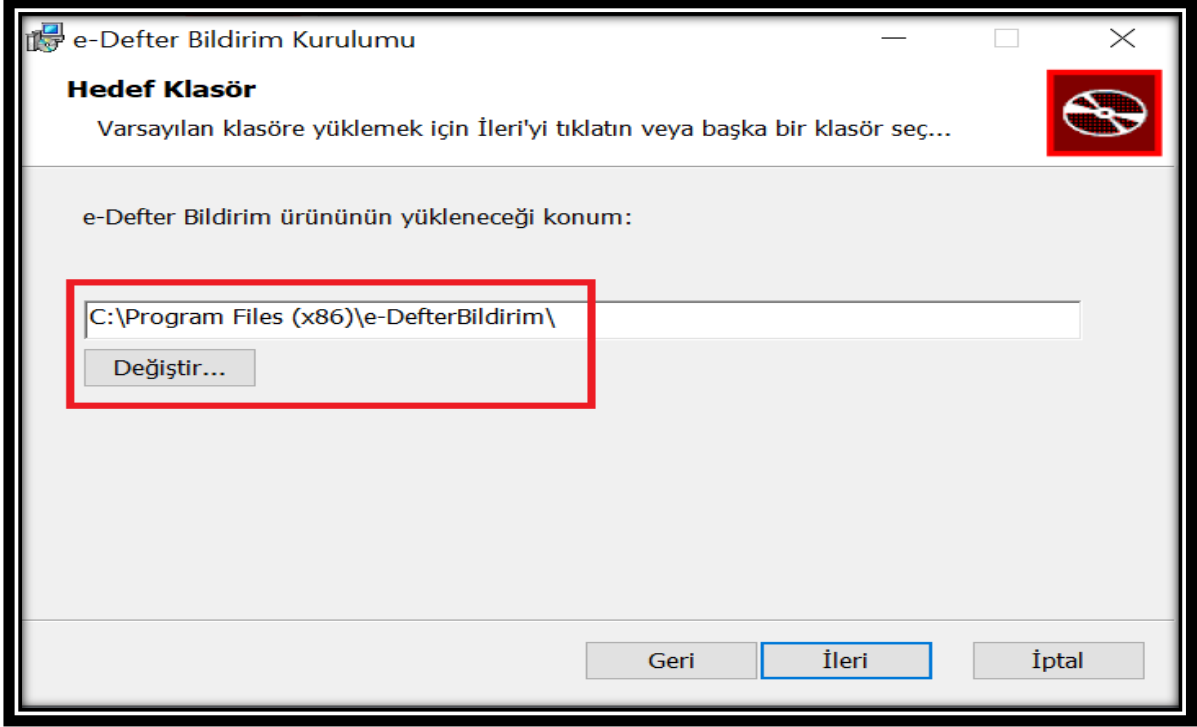 e-Defter Bildirim Kurulumu
Hedef Klasör
Varsayılan klasöre yüklemek için İleri'yi tıklatın veya başka bir klasör seç...
e-Defter Bildirim ürününün yükleneceği konum:
C:\Program Files (x86)\e-DefterBildirim\
Değiştir...
Geri
İleri
İptal